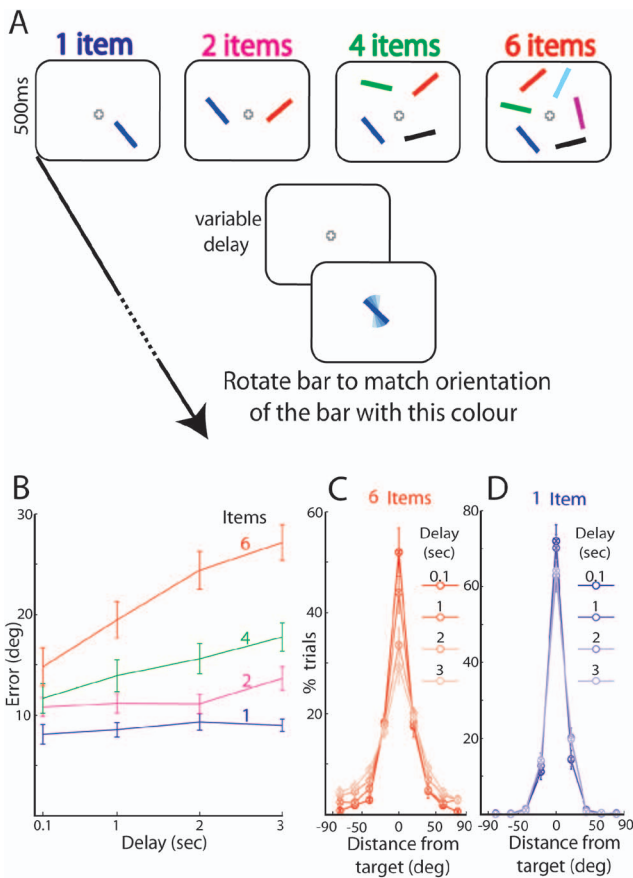 A
1 item
2 items
4 items
6 items
500ms
variable
delay
Rotate bar to match orientation
of the bar with this colour
B
Items
6
4
2
1
30
20
10
0.1
1
2
3
Error (deg)
Delay (sec)
C
6 Items
Delay
(sec)
0.1
1
2
3
60
40
20
% trials
-90
-50
0
50
90
Distance from
target (deg)
D
1 Item
Delay
(sec)
0.1
1
2
3
80
60
40
20
-90
-50
0
50
90
Distance from
target (deg)